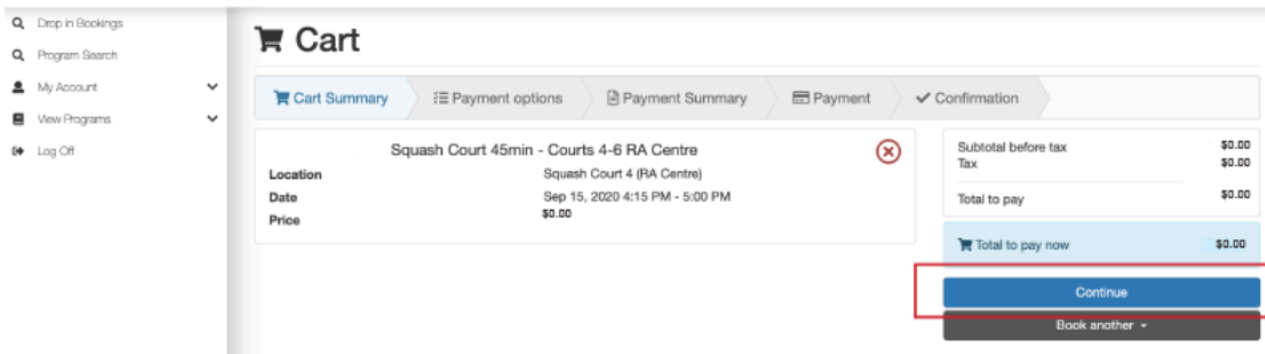 Drop in Bookings
Program Search
My Account
View Programs
Log Off
Cart
Cart Summary
Payment options
Payment Summary
Payment
Confirmation
Squash Court 45min - Courts 4-6 RA Centre
Location Squash Court 4 (RA Centre)
Date Sep 15, 2020 4:15 PM - 5:00 PM
Price $0.00
Subtotal before tax $0.00
Tax $0.00
Total to pay $0.00
Total to pay now $0.00
Continue
Book another